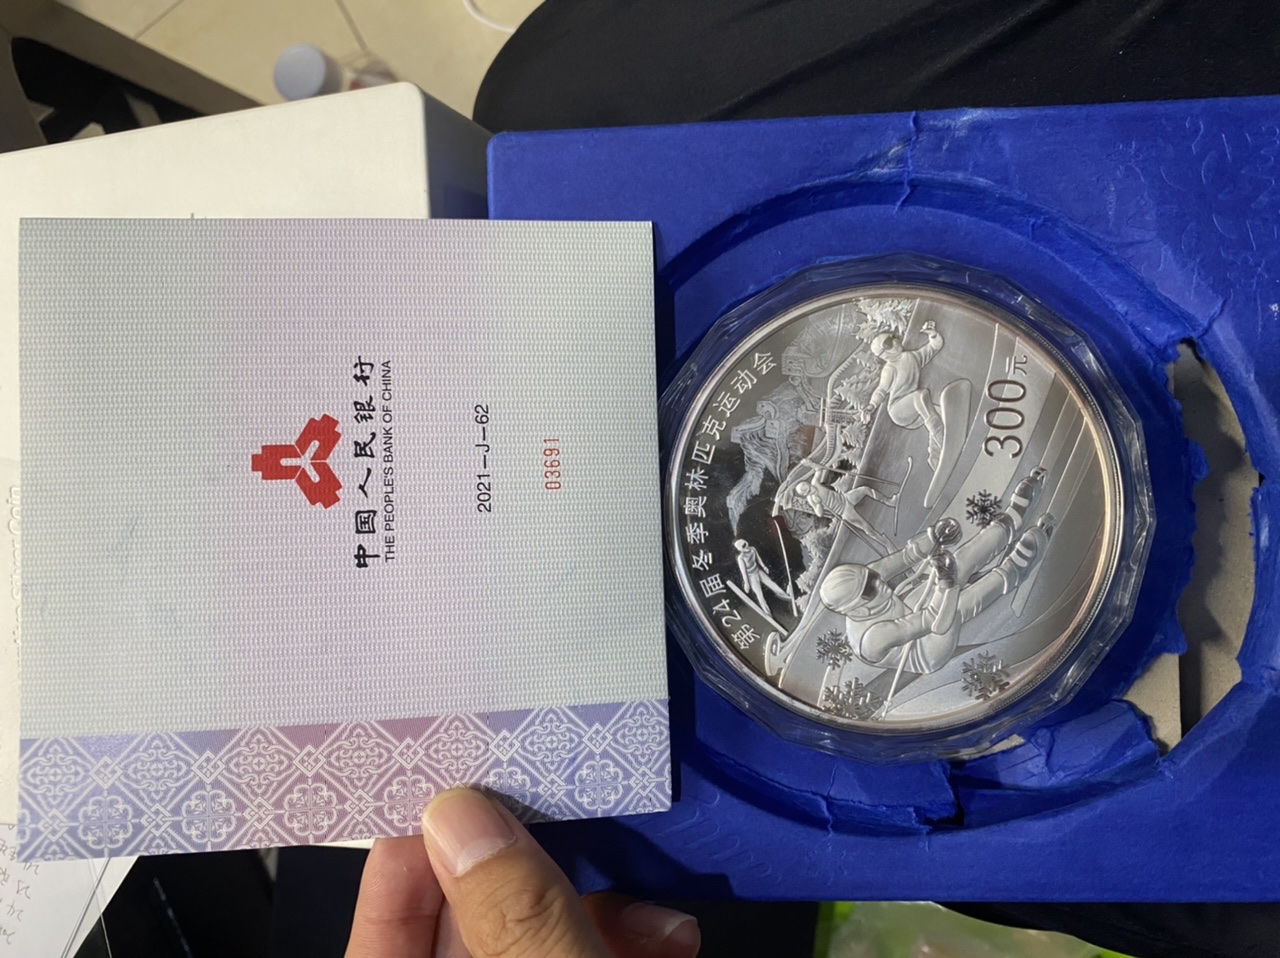 中国人民银行
THE PEOPLE'S BANK OF CHINA
2021-J-62
03691
第24届冬季奥林匹克运动会
300元